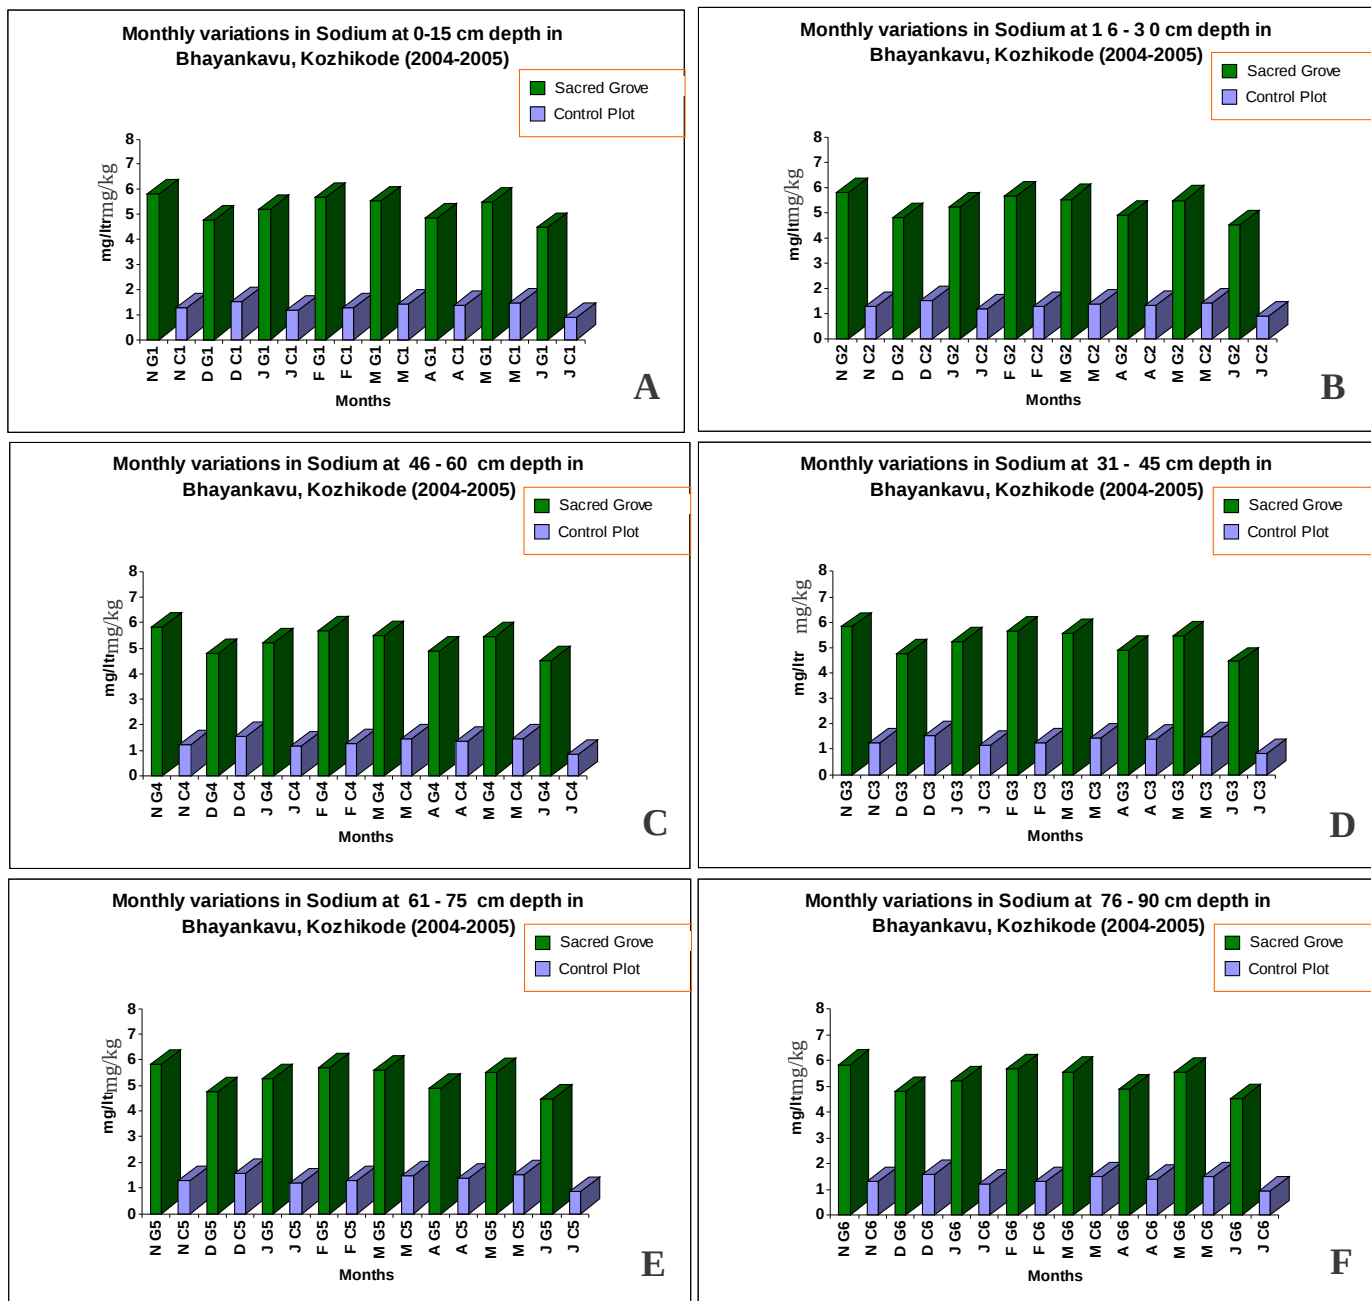 Monthly variations in Sodium at 0-15 cm depth in
Bhayankavu, Kozhikode (2004-2005)
Sacred Grove
Control Plot
mg/ltr mg/kg
8
7
6
5
4
3
2
1
0
N G1
N C1
D G1
D C1
J G1
J C1
F G1
F C1
M G1
M C1
A G1
A C1
M G1
M C1
J G1
J C1
Months
A
Monthly variations in Sodium at 1 6 - 3 0 cm depth in
Bhayankavu, Kozhikode (2004-2005)
Sacred Grove
Control Plot
mg/ltr mg/kg
8
7
6
5
4
3
2
1
0
N G2
N C2
D G2
D C2
J G2
J C2
F G2
F C2
M G2
M C2
A G2
A C2
M G2
M C2
J G2
J C2
Months
B
Monthly variations in Sodium at 46 - 60 cm depth in
Bhayankavu, Kozhikode (2004-2005)
Sacred Grove
Control Plot
mg/ltr mg/kg
8
7
6
5
4
3
2
1
0
N G4
N C4
D G4
D C4
J G4
J C4
F G4
F C4
M G4
M C4
A G4
A C4
M G4
M C4
J G4
J C4
Months
C
Monthly variations in Sodium at 31 - 45 cm depth in
Bhayankavu, Kozhikode (2004-2005)
Sacred Grove
Control Plot
mg/ltr mg/kg
8
7
6
5
4
3
2
1
0
N G3
N C3
D G3
D C3
J G3
J C3
F G3
F C3
M G3
M C3
A G3
A C3
M G3
M C3
J G3
J C3
Months
D
Monthly variations in Sodium at 61 - 75 cm depth in
Bhayankavu, Kozhikode (2004-2005)
Sacred Grove
Control Plot
mg/ltr mg/kg
8
7
6
5
4
3
2
1
0
N G5
N C5
D G5
D C5
J G5
J C5
F G5
F C5
M G5
M C5
A G5
A C5
M G5
M C5
J G5
J C5
Months
E
Monthly variations in Sodium at 76 - 90 cm depth in
Bhayankavu, Kozhikode (2004-2005)
Sacred Grove
Control Plot
mg/ltr mg/kg
8
7
6
5
4
3
2
1
0
N G6
N C6
D G6
D C6
J G6
J C6
F G6
F C6
M G6
M C6
A G6
A C6
M G6
M C6
J G6
J C6
Months
F